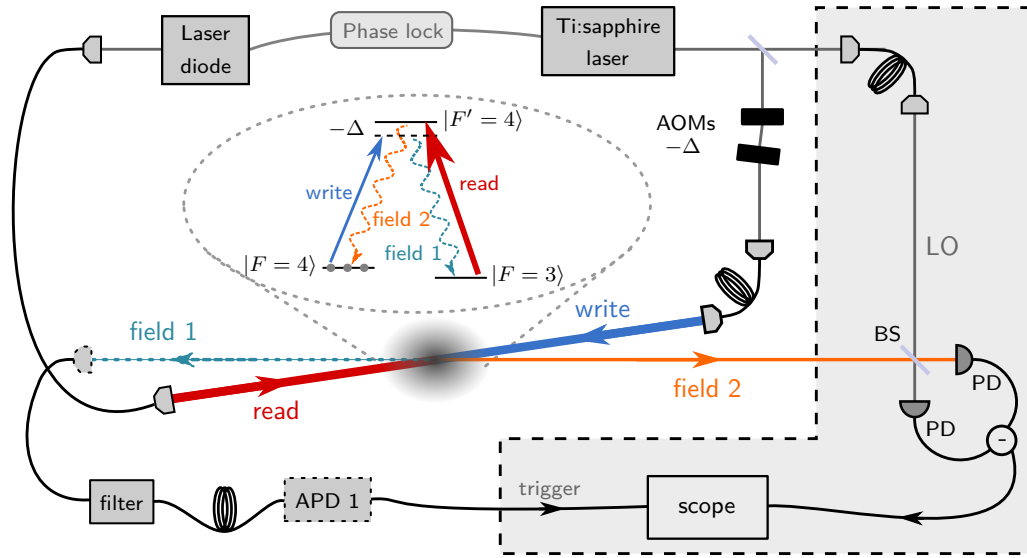 Laser
diode
Phase lock
Ti:sapphire
laser
AOMs
−Δ
−Δ
|F′ = 4⟩
write
read
field 2
field 1
|F = 4⟩
|F = 3⟩
LO
write
BS
field 1
field 2
PD
read
PD
-
filter
APD 1
trigger
scope